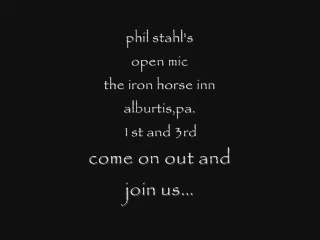 phil stahl's
open mic
the iron horse inn
alburtis,pa.
1st and 3rd
come on out and
join us...